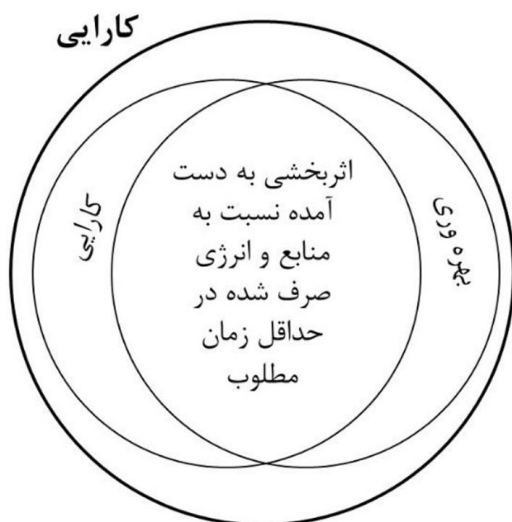 کارایی
اثربخشی به دست
آمده نسبت به
منابع و انرژی
صرف شده در
حداقل زمان
مطلوب
بهره وری
کارایی